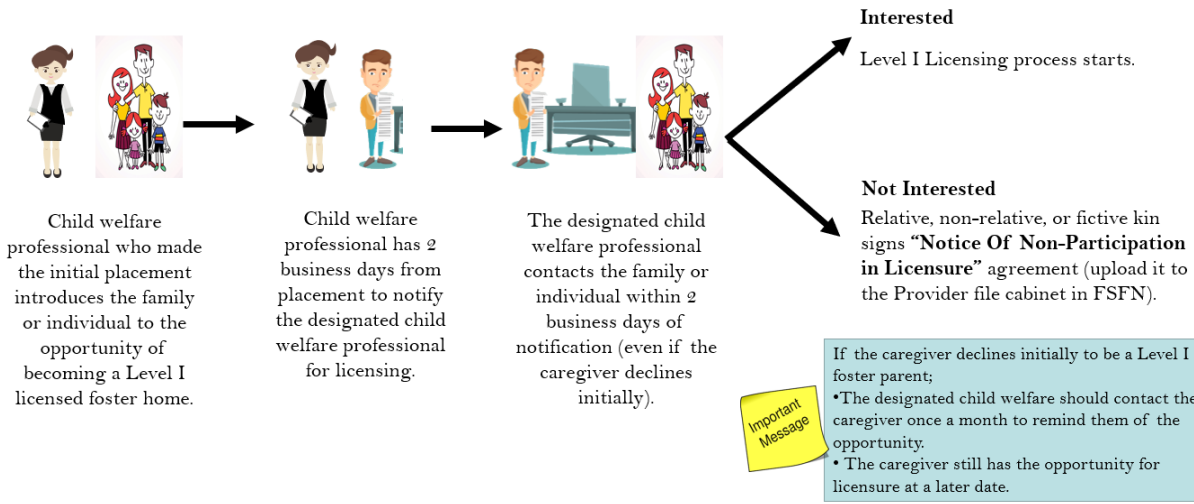 Child welfare
professional who made
the initial placement
introduces the family
or individual to the
opportunity of
becoming a Level I
licensed foster home.
Child welfare
professional has 2
business days from
placement to notify
the designated child
welfare professional
for licensing.
The designated child
welfare professional
contacts the family or
individual within 2
business days of
notification (even if the
caregiver declines
initially).
Interested
Level I Licensing process starts.
Not Interested
Relative, non-relative, or fictive kin
signs “Notice Of Non-Participation
in Licensure” agreement (upload it to
the Provider file cabinet in FSFN).
Important
Message
If the caregiver declines initially to be a Level I
foster parent;
•The designated child welfare should contact the
caregiver once a month to remind them of the
opportunity.
• The caregiver still has the opportunity for
licensure at a later date.